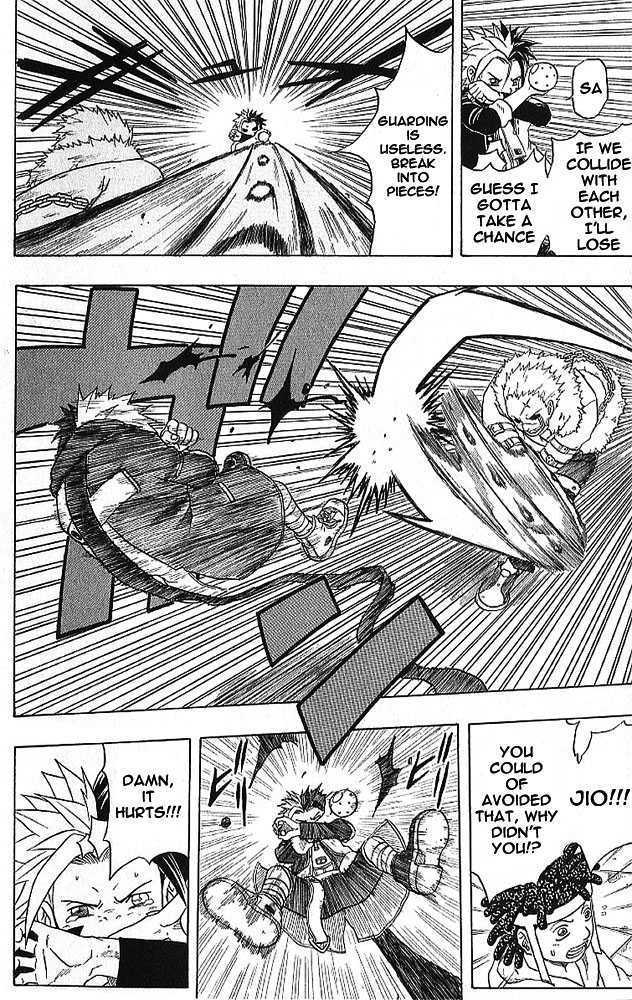 SA
IF WE
COLLIDE
WITH
EACH
OTHER,
I'LL
LOSE
GUESS I
GOTTA
TAKE A
CHANCE
GUARDING
IS
USELESS.
BREAK
INTO
PIECES!
JIO!!!
YOU
COULD
OF
AVOIDED
THAT, WHY
DIDN'T
YOU!?
DAMN,
IT
HURTS!!!